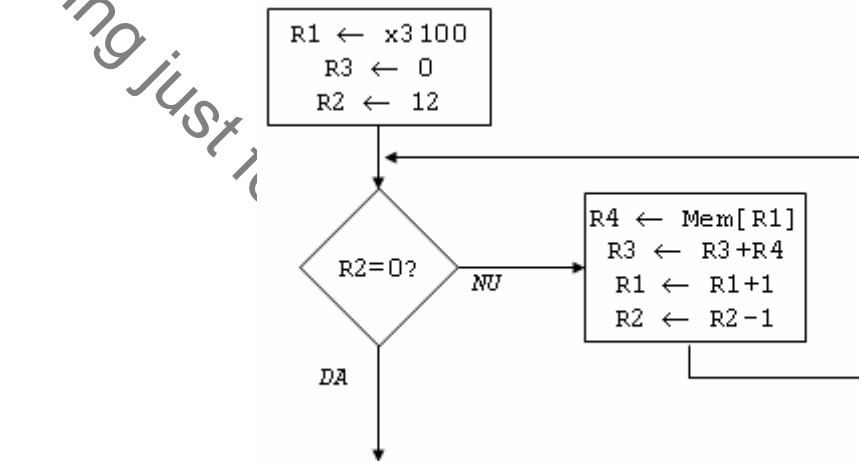 just
R1 ← x3100
R3 ← 0
R2 ← 12
R2=0?
NU
R4 ← Mem[R1]
R3 ← R3+R4
R1 ← R1+1
R2 ← R2-1
DA